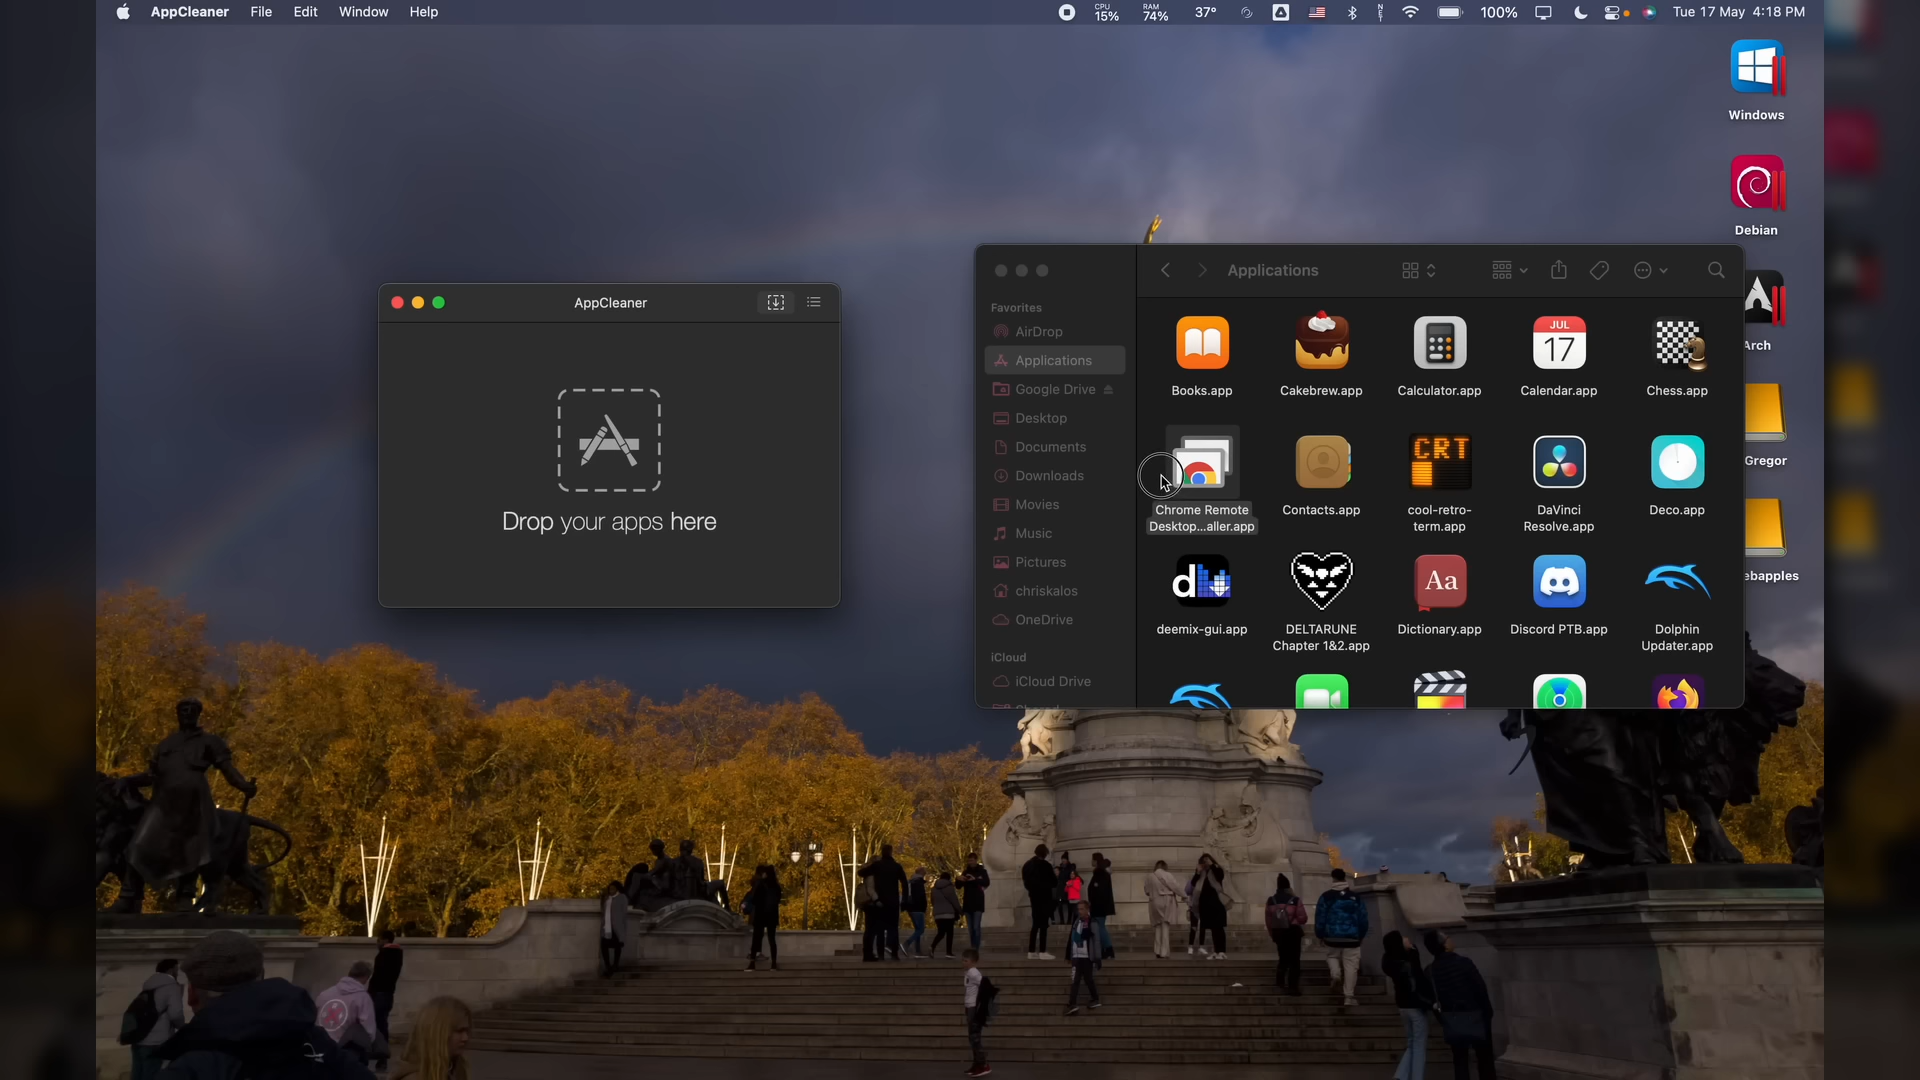 AppCleaner File Edit Window Help
CPU 15% RAM 74% 37° NET 100% Tue 17 May 4:18 PM
Windows
Debian
Arch
Gregor
ebapples
AppCleaner
Drop your apps here
Applications
Favorites
AirDrop
Applications
Google Drive
Desktop
Documents
Downloads
Movies
Music
Pictures
chriskalos
OneDrive
iCloud
iCloud Drive
JUL
17
Books.app
Cakebrew.app
Calculator.app
Calendar.app
Chess.app
CRT
Chrome Remote
Desktop...aller.app
Contacts.app
cool-retro-
term.app
DaVinci
Resolve.app
Deco.app
d
Aa
deemix-gui.app
DELTARUNE
Chapter 1&2.app
Dictionary.app
Discord PTB.app
Dolphin
Updater.app